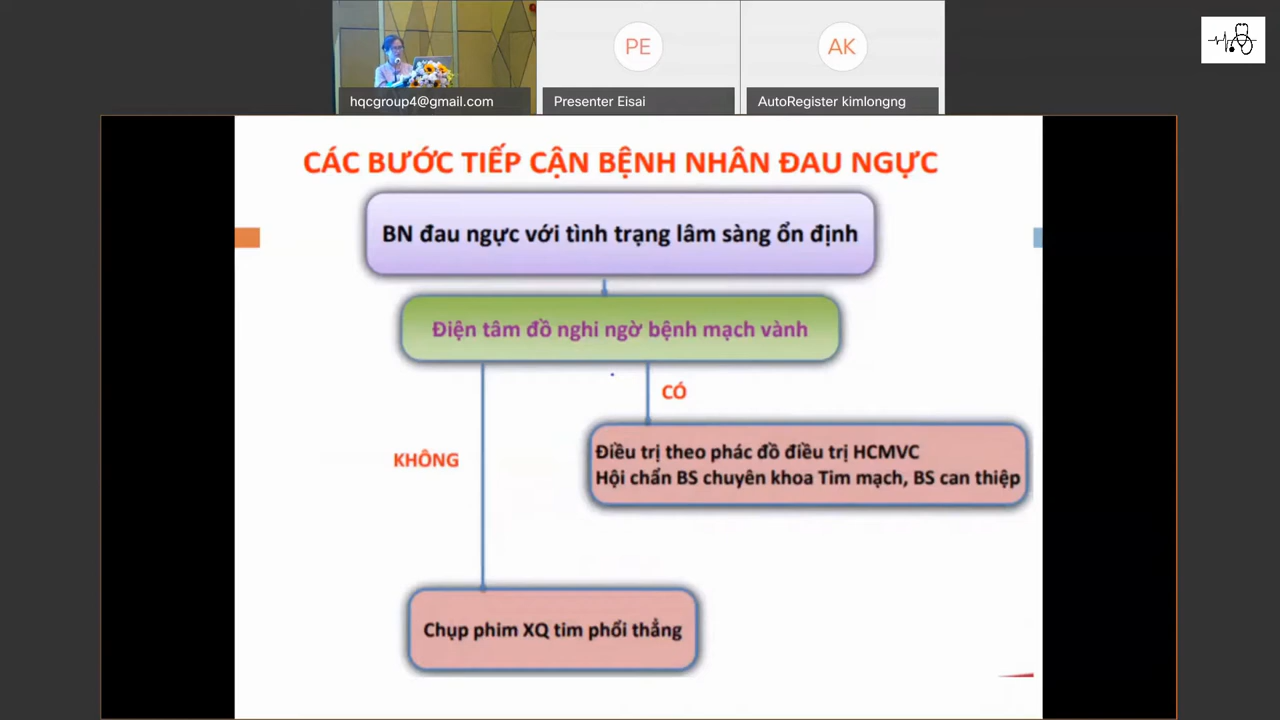 PE
AK
hqcgroup4@gmail.com
Presenter Eisai
AutoRegister kimlongng
CÁC BƯỚC TIẾP CẬN BỆNH NHÂN ĐAU NGỰC
BN đau ngực với tình trạng lâm sàng ổn định
Điện tâm đồ nghi ngờ bệnh mạch vành
CÓ
KHÔNG
Điều trị theo phác đồ điều trị HCMVC
Hội chẩn BS chuyên khoa Tim mạch, BS can thiệp
Chụp phim XQ tim phổi thẳng